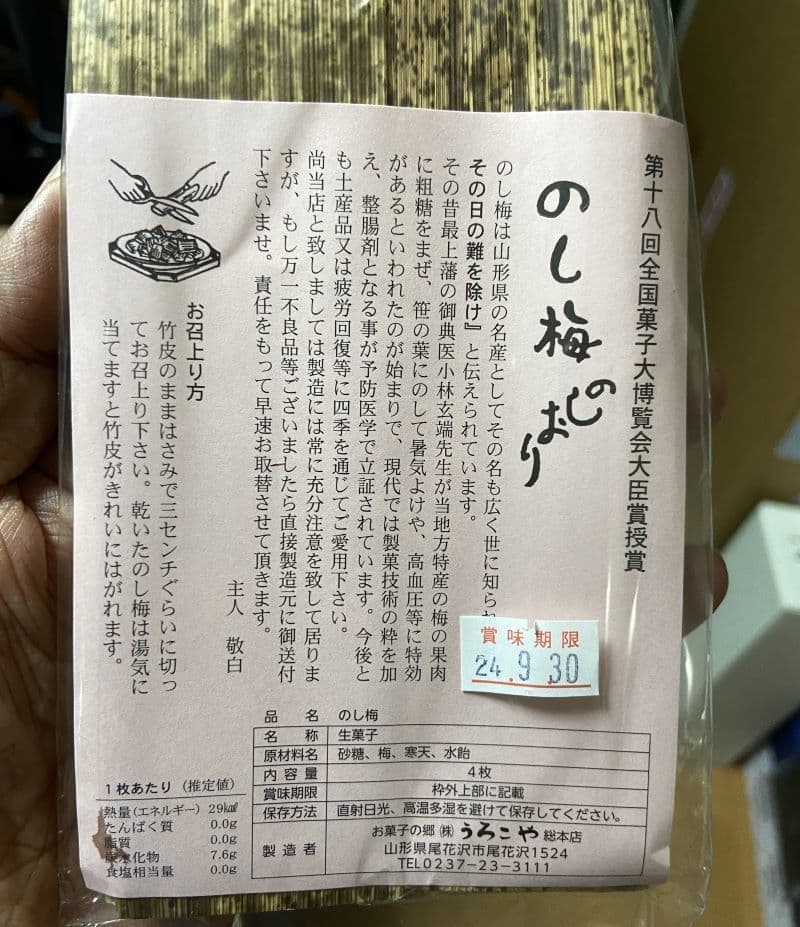 第十八回全国菓子大博覧会大臣賞授賞
のし梅のしおり
のし梅は山形県の名産としてその名も広く世に知られ
その日の難を除け』と伝えられています。
その昔最上藩の御典医小林玄端先生が当地方特産の梅の果肉
に粗糖をまぜ、笹の葉にのして暑気よけや、高血圧等に特効
があるといわれたのが始まりで、現代では製菓技術の粋を加
え、整腸剤となる事が予防医学で立証されています。今後と
も土産品又は疲労回復等に四季を通じてご愛用下さい。
尚当店と致しましては製造には常に充分注意を致して居りま
すが、もし万一不良品等ございましたら直接製造元に御送付
下さいませ。責任をもって早速お取替させて頂きます。
主人 敬白
お召上り方
竹皮のままはさみで三センチぐらいに切っ
てお召上り下さい。乾いたのし梅は湯気に
当てますと竹皮がきれいにはがれます。
賞味期限
24.9.30
品名 のし梅
名称 生菓子
原材料名 砂糖、梅、寒天、水飴
内容量 4枚
賞味期限 枠外上部に記載
保存方法 直射日光、高温多湿を避けて保存してください。
製造者 お菓子の郷 ㈱ うろこや 総本店
山形県尾花沢市尾花沢1524
TEL0237-23-3111
1枚あたり (推定値)
熱量(エネルギー) 29㎉
たんぱく質 0.0g
脂質 0.0g
炭水化物 7.6g
食塩相当量 0.0g